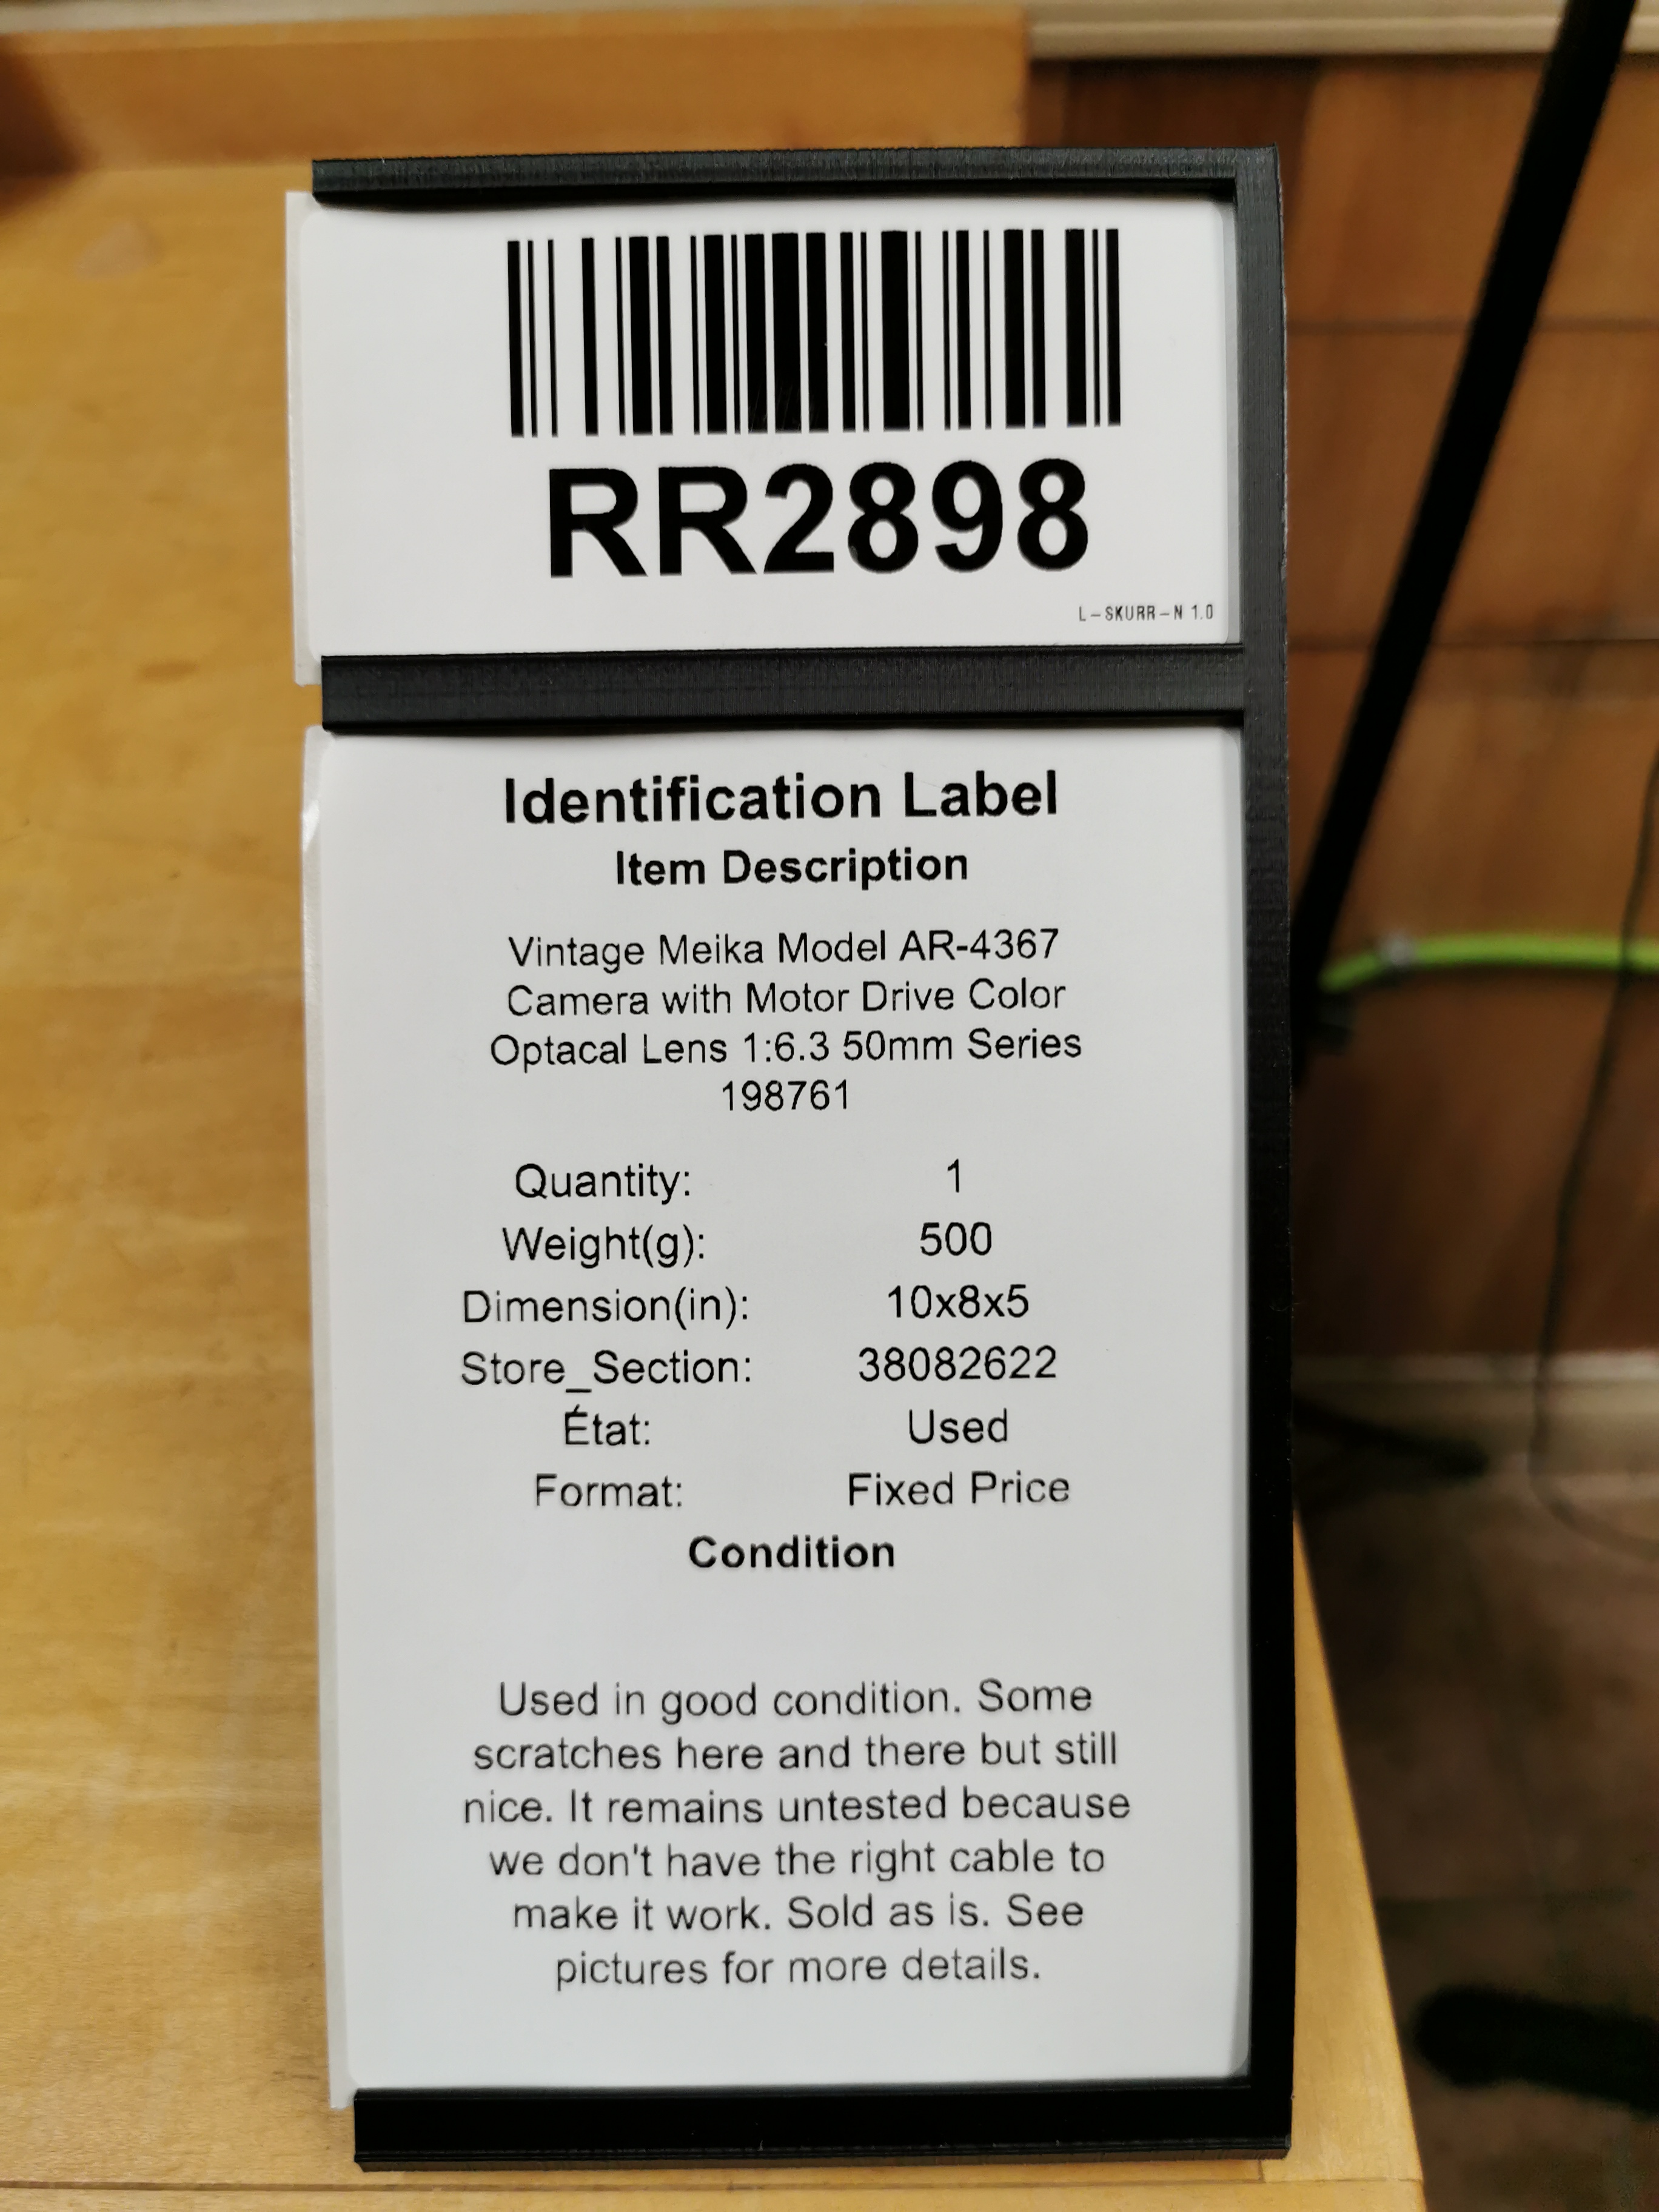 RR2898
L-SKURR-N 1.0
Identification Label
Item Description
Vintage Meika Model AR-4367
Camera with Motor Drive Color
Optacal Lens 1:6.3 50mm Series
198761
Quantity: 1
Weight(g): 500
Dimension(in): 10x8x5
Store_Section: 38082622
État: Used
Format: Fixed Price
Condition
Used in good condition. Some
scratches here and there but still
nice. It remains untested because
we don't have the right cable to
make it work. Sold as is. See
pictures for more details.